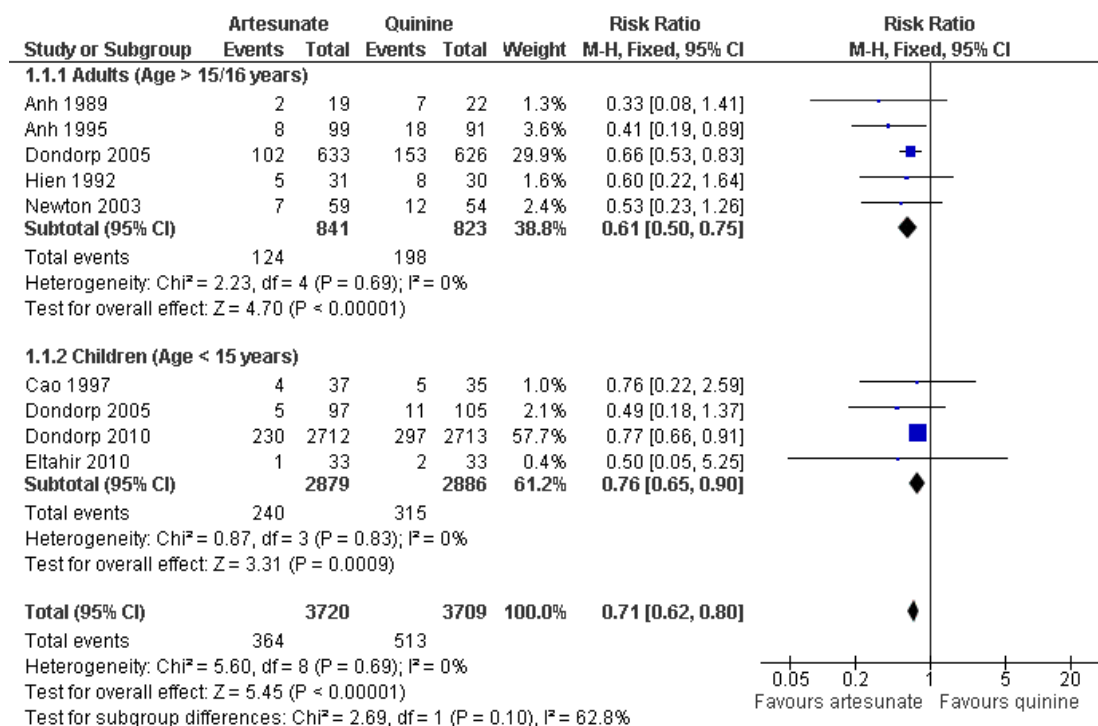 Artesunate Quinine Risk Ratio Risk Ratio
Study or Subgroup Events Total Events Total Weight M-H, Fixed, 95% CI M-H, Fixed, 95% CI
1.1.1 Adults (Age > 15/16 years)
Anh 1989 2 19 7 22 1.3% 0.33 [0.08, 1.41]
Anh 1995 8 99 18 91 3.6% 0.41 [0.19, 0.89]
Dondorp 2005 102 633 153 626 29.9% 0.66 [0.53, 0.83]
Hien 1992 5 31 8 30 1.6% 0.60 [0.22, 1.64]
Newton 2003 7 59 12 54 2.4% 0.53 [0.23, 1.26]
Subtotal (95% CI) 841 823 38.8% 0.61 [0.50, 0.75]
Total events 124 198
Heterogeneity: Chi² = 2.23, df = 4 (P = 0.69); I² = 0%
Test for overall effect: Z = 4.70 (P < 0.00001)
1.1.2 Children (Age < 15 years)
Cao 1997 4 37 5 35 1.0% 0.76 [0.22, 2.59]
Dondorp 2005 5 97 11 105 2.1% 0.49 [0.18, 1.37]
Dondorp 2010 230 2712 297 2713 57.7% 0.77 [0.66, 0.91]
Eltahir 2010 1 33 2 33 0.4% 0.50 [0.05, 5.25]
Subtotal (95% CI) 2879 2886 61.2% 0.76 [0.65, 0.90]
Total events 240 315
Heterogeneity: Chi² = 0.87, df = 3 (P = 0.83); I² = 0%
Test for overall effect: Z = 3.31 (P = 0.0009)
Total (95% CI) 3720 3709 100.0% 0.71 [0.62, 0.80]
Total events 364 513
Heterogeneity: Chi² = 5.60, df = 8 (P = 0.69); I² = 0%
Test for overall effect: Z = 5.45 (P < 0.00001)
Test for subgroup differences: Chi² = 2.69, df = 1 (P = 0.10), I² = 62.8%
0.05 0.2 1 5 20
Favours artesunate Favours quinine